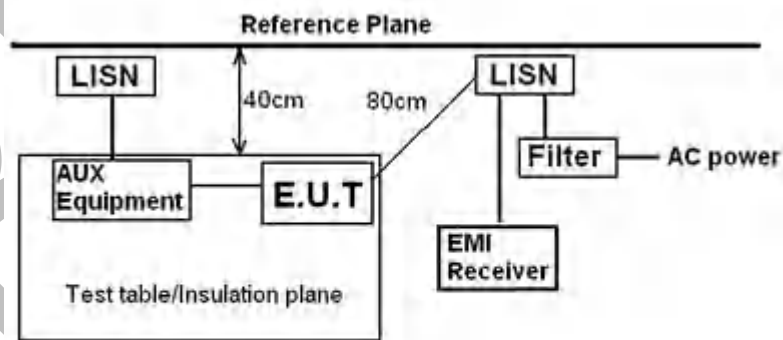 Reference Plane
LISN
40cm
80cm
LISN
Filter
AC power
AUX
Equipment
E.U.T
EMI
Receiver
Test table/Insulation plane